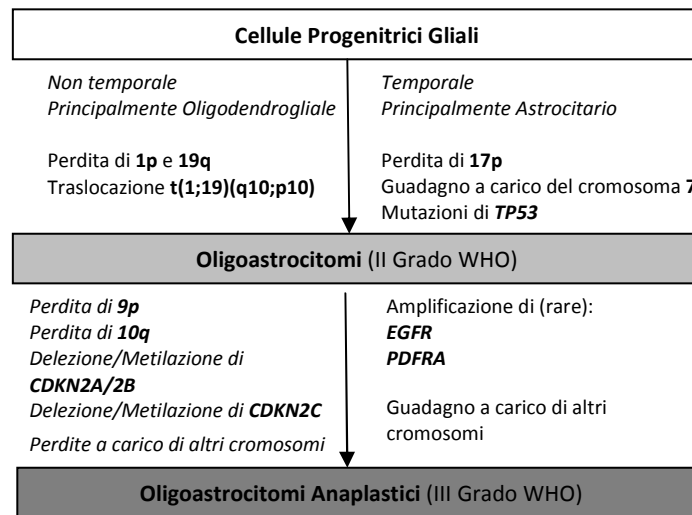 Cellule Progenitrici Gliali
Non temporale
Principalmente Oligodendrogliale
Perdita di 1p e 19q
Traslocazione t(1;19)(q10;p10)
Temporale
Principalmente Astrocitario
Perdita di 17p
Guadagno a carico del cromosoma 7
Mutazioni di TP53
Oligoastrocitomi (II Grado WHO)
Perdita di 9p
Perdita di 10q
Delezione/Metilazione di
CDKN2A/2B
Delezione/Metilazione di CDKN2C
Perdite a carico di altri cromosomi
Amplificazione di (rare):
EGFR
PDFRA
Guadagno a carico di altri
cromosomi
Oligoastrocitomi Anaplastici (III Grado WHO)